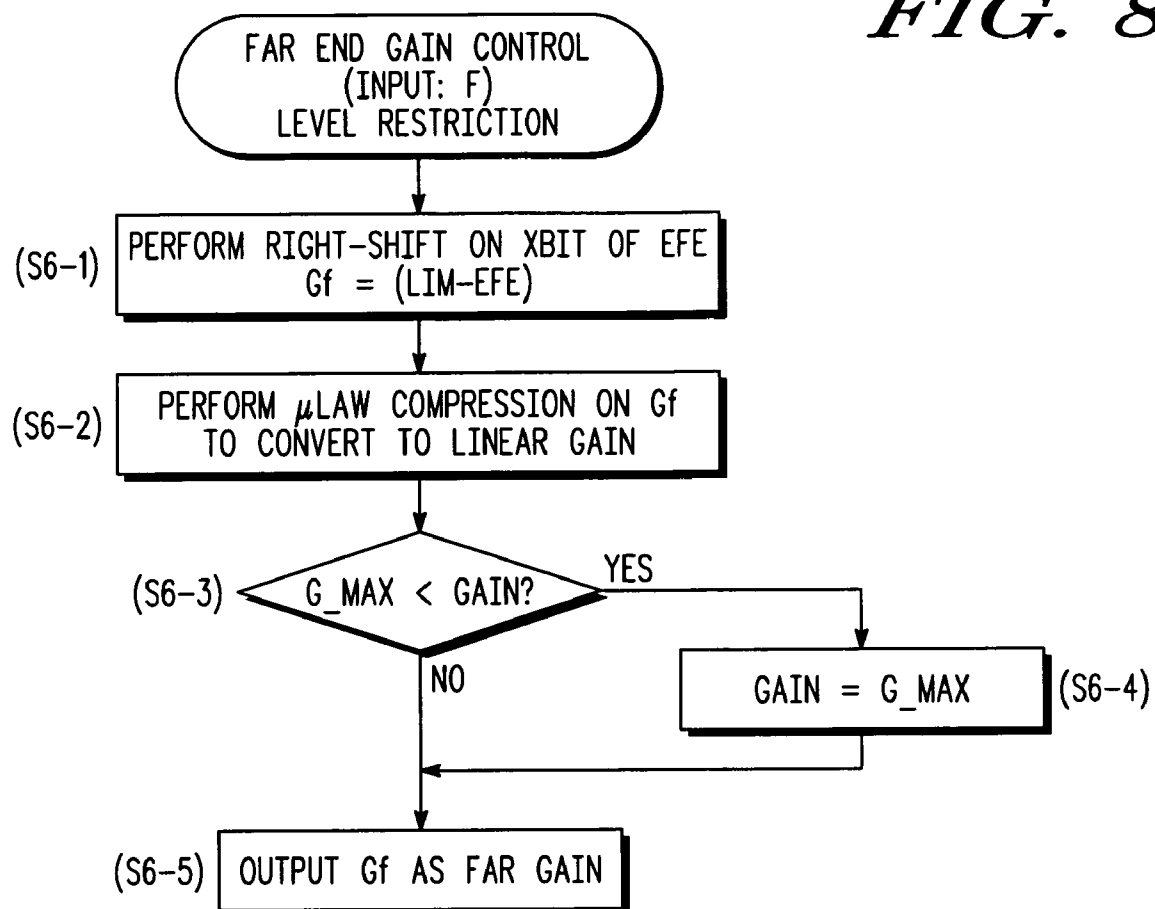 FIG. 8
FAR END GAIN CONTROL
(INPUT: F)
LEVEL RESTRICTION
(S6-1)
PERFORM RIGHT-SHIFT ON XBIT OF EFE
Gf = (LIM-EFE)
(S6-2)
PERFORM μLAW COMPRESSION ON Gf
TO CONVERT TO LINEAR GAIN
(S6-3)
G_MAX < GAIN?
YES
NO
GAIN = G_MAX
(S6-4)
(S6-5)
OUTPUT Gf AS FAR GAIN